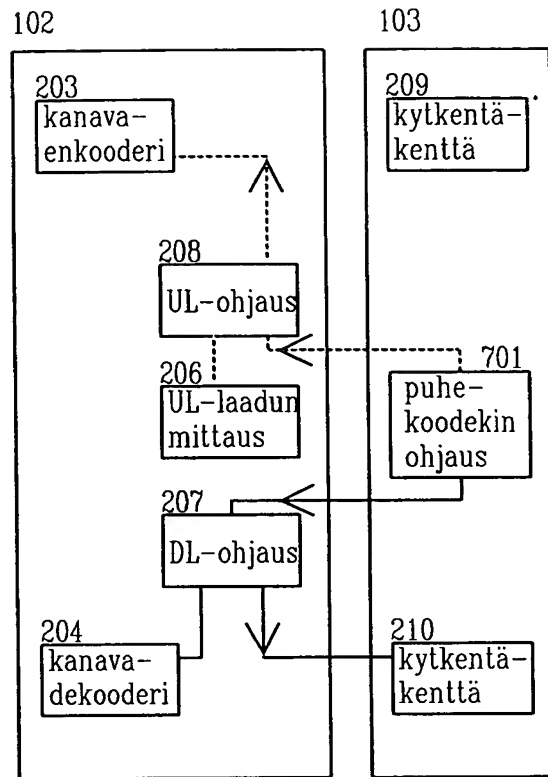 102
103
203
kanava-
enkooderi
209
kytkentä-
kenttä
208
UL-ohjaus
206
UL-laadun
mittaus
701
puhe-
koodekin
ohjaus
207
DL-ohjaus
204
kanava-
dekooderi
210
kytkentä-
kenttä